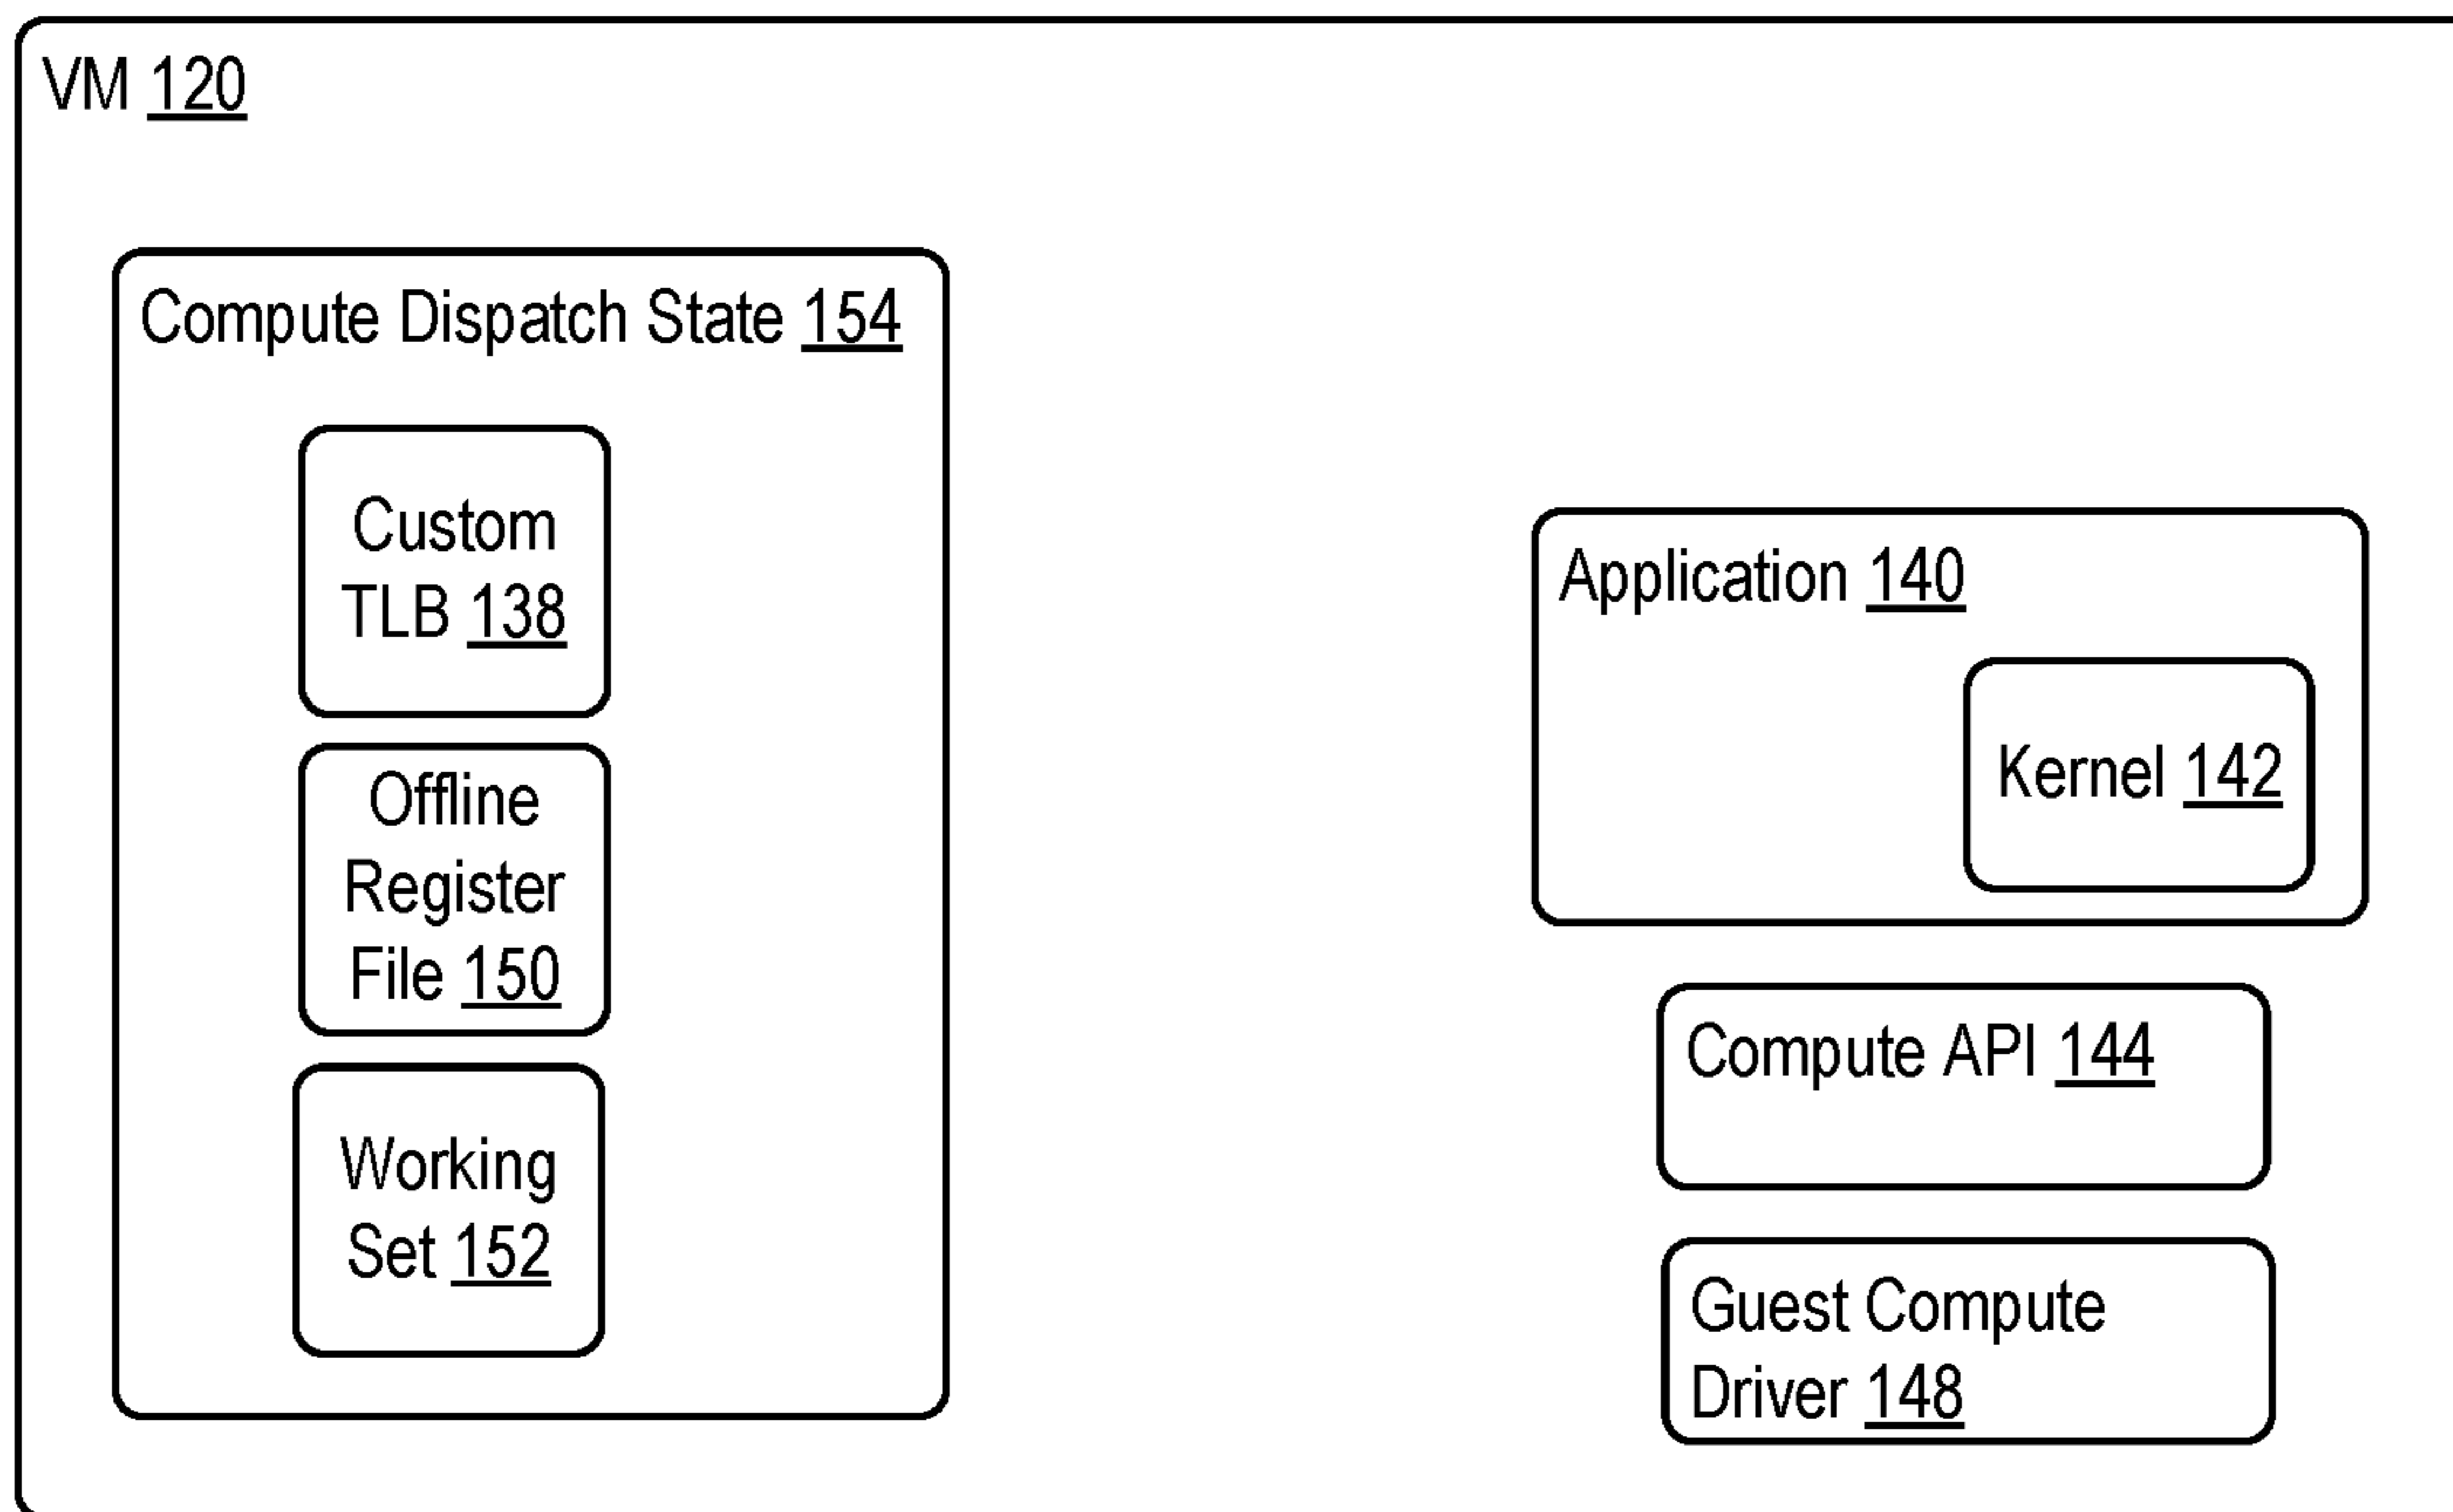 VM 120
Compute Dispatch State 154
Custom
TLB 138
Offline
Register
File 150
Working
Set 152
Application 140
Kernel 142
Compute API 144
Guest Compute
Driver 148